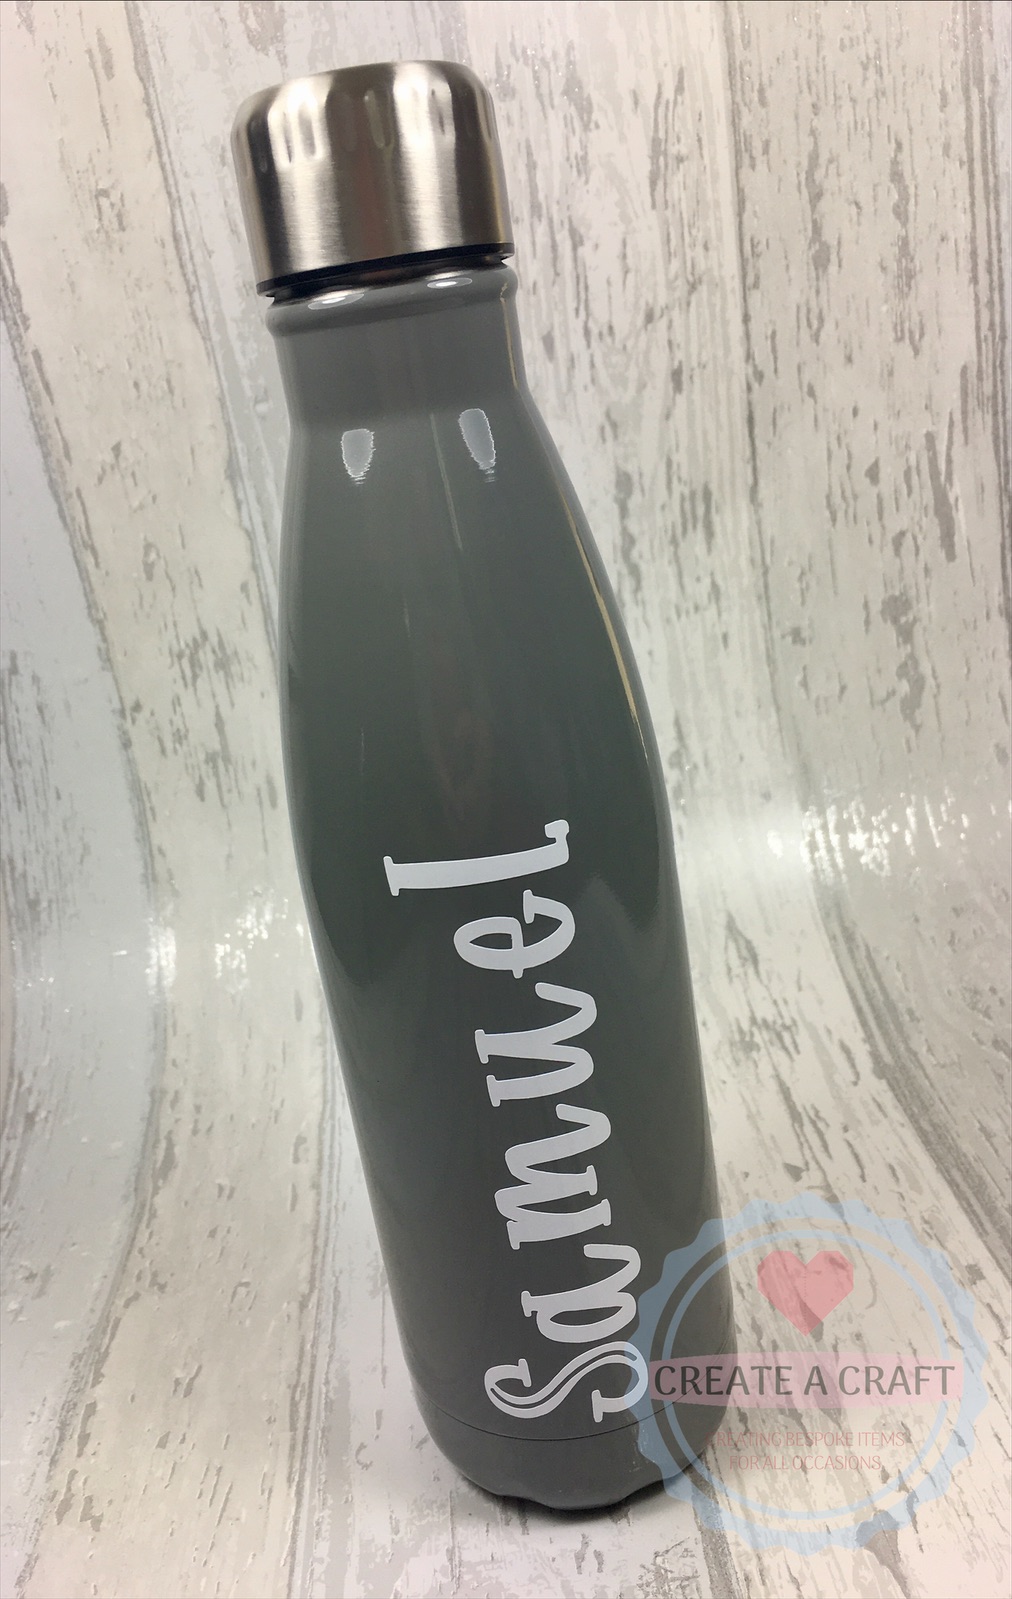 Samuel
CREATE A CRAFT
CREATING BESPOKE ITEMS
FOR ALL OCCASIONS